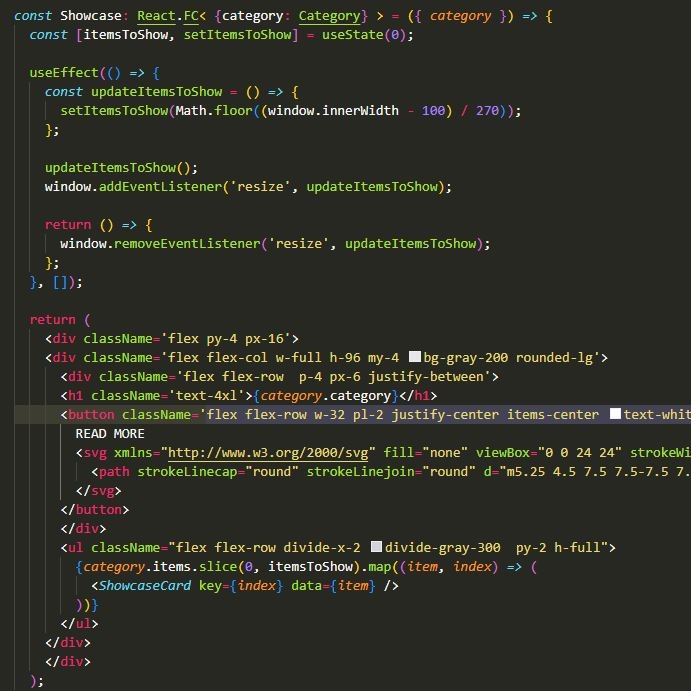 const Showcase: React.FC< {category: Category} > = ({ category }) => {
  const [itemsToShow, setItemsToShow] = useState(0);

  useEffect(() => {
    const updateItemsToShow = () => {
      setItemsToShow(Math.floor((window.innerWidth - 100) / 270));
    };

    updateItemsToShow();
    window.addEventListener('resize', updateItemsToShow);

    return () => {
      window.removeEventListener('resize', updateItemsToShow);
    };
  }, []);

  return (
    <div className='flex py-4 px-16'>
    <div className='flex flex-col w-full h-96 my-4 bg-gray-200 rounded-lg'>
      <div className='flex flex-row  p-4 px-6 justify-between'>
      <h1 className='text-4xl'>{category.category}</h1>
      <button className='flex flex-row w-32 pl-2 justify-center items-center text-whit
        READ MORE
        <svg xmlns="http://www.w3.org/2000/svg" fill="none" viewBox="0 0 24 24" strokeWi
          <path strokeLinecap="round" strokeLinejoin="round" d="m5.25 4.5 7.5 7.5-7.5 7.
        </svg>
      </button>
      </div>
      <ul className="flex flex-row divide-x-2 divide-gray-300  py-2 h-full">
        {category.items.slice(0, itemsToShow).map((item, index) => (
          <ShowcaseCard key={index} data={item} />
        ))}
      </ul>
    </div>
    </div>
  );